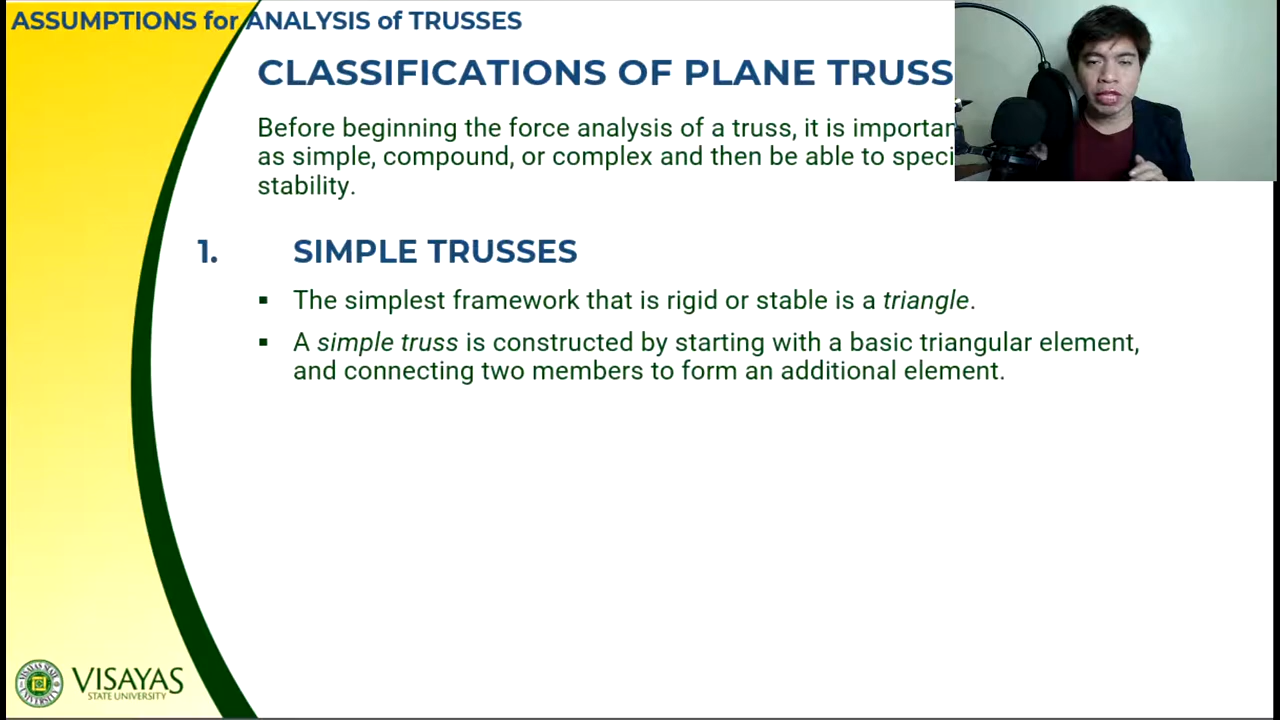 ASSUMPTIONS for ANALYSIS of TRUSSES
CLASSIFICATIONS OF PLANE TRUSS
Before beginning the force analysis of a truss, it is
as simple, compound, or complex and then be able to
stability.
1. SIMPLE TRUSSES
▪ The simplest framework that is rigid or stable is a triangle.
▪ A simple truss is constructed by starting with a basic triangular element,
and connecting two members to form an additional element.
VISAYAS
STATE UNIVERSITY